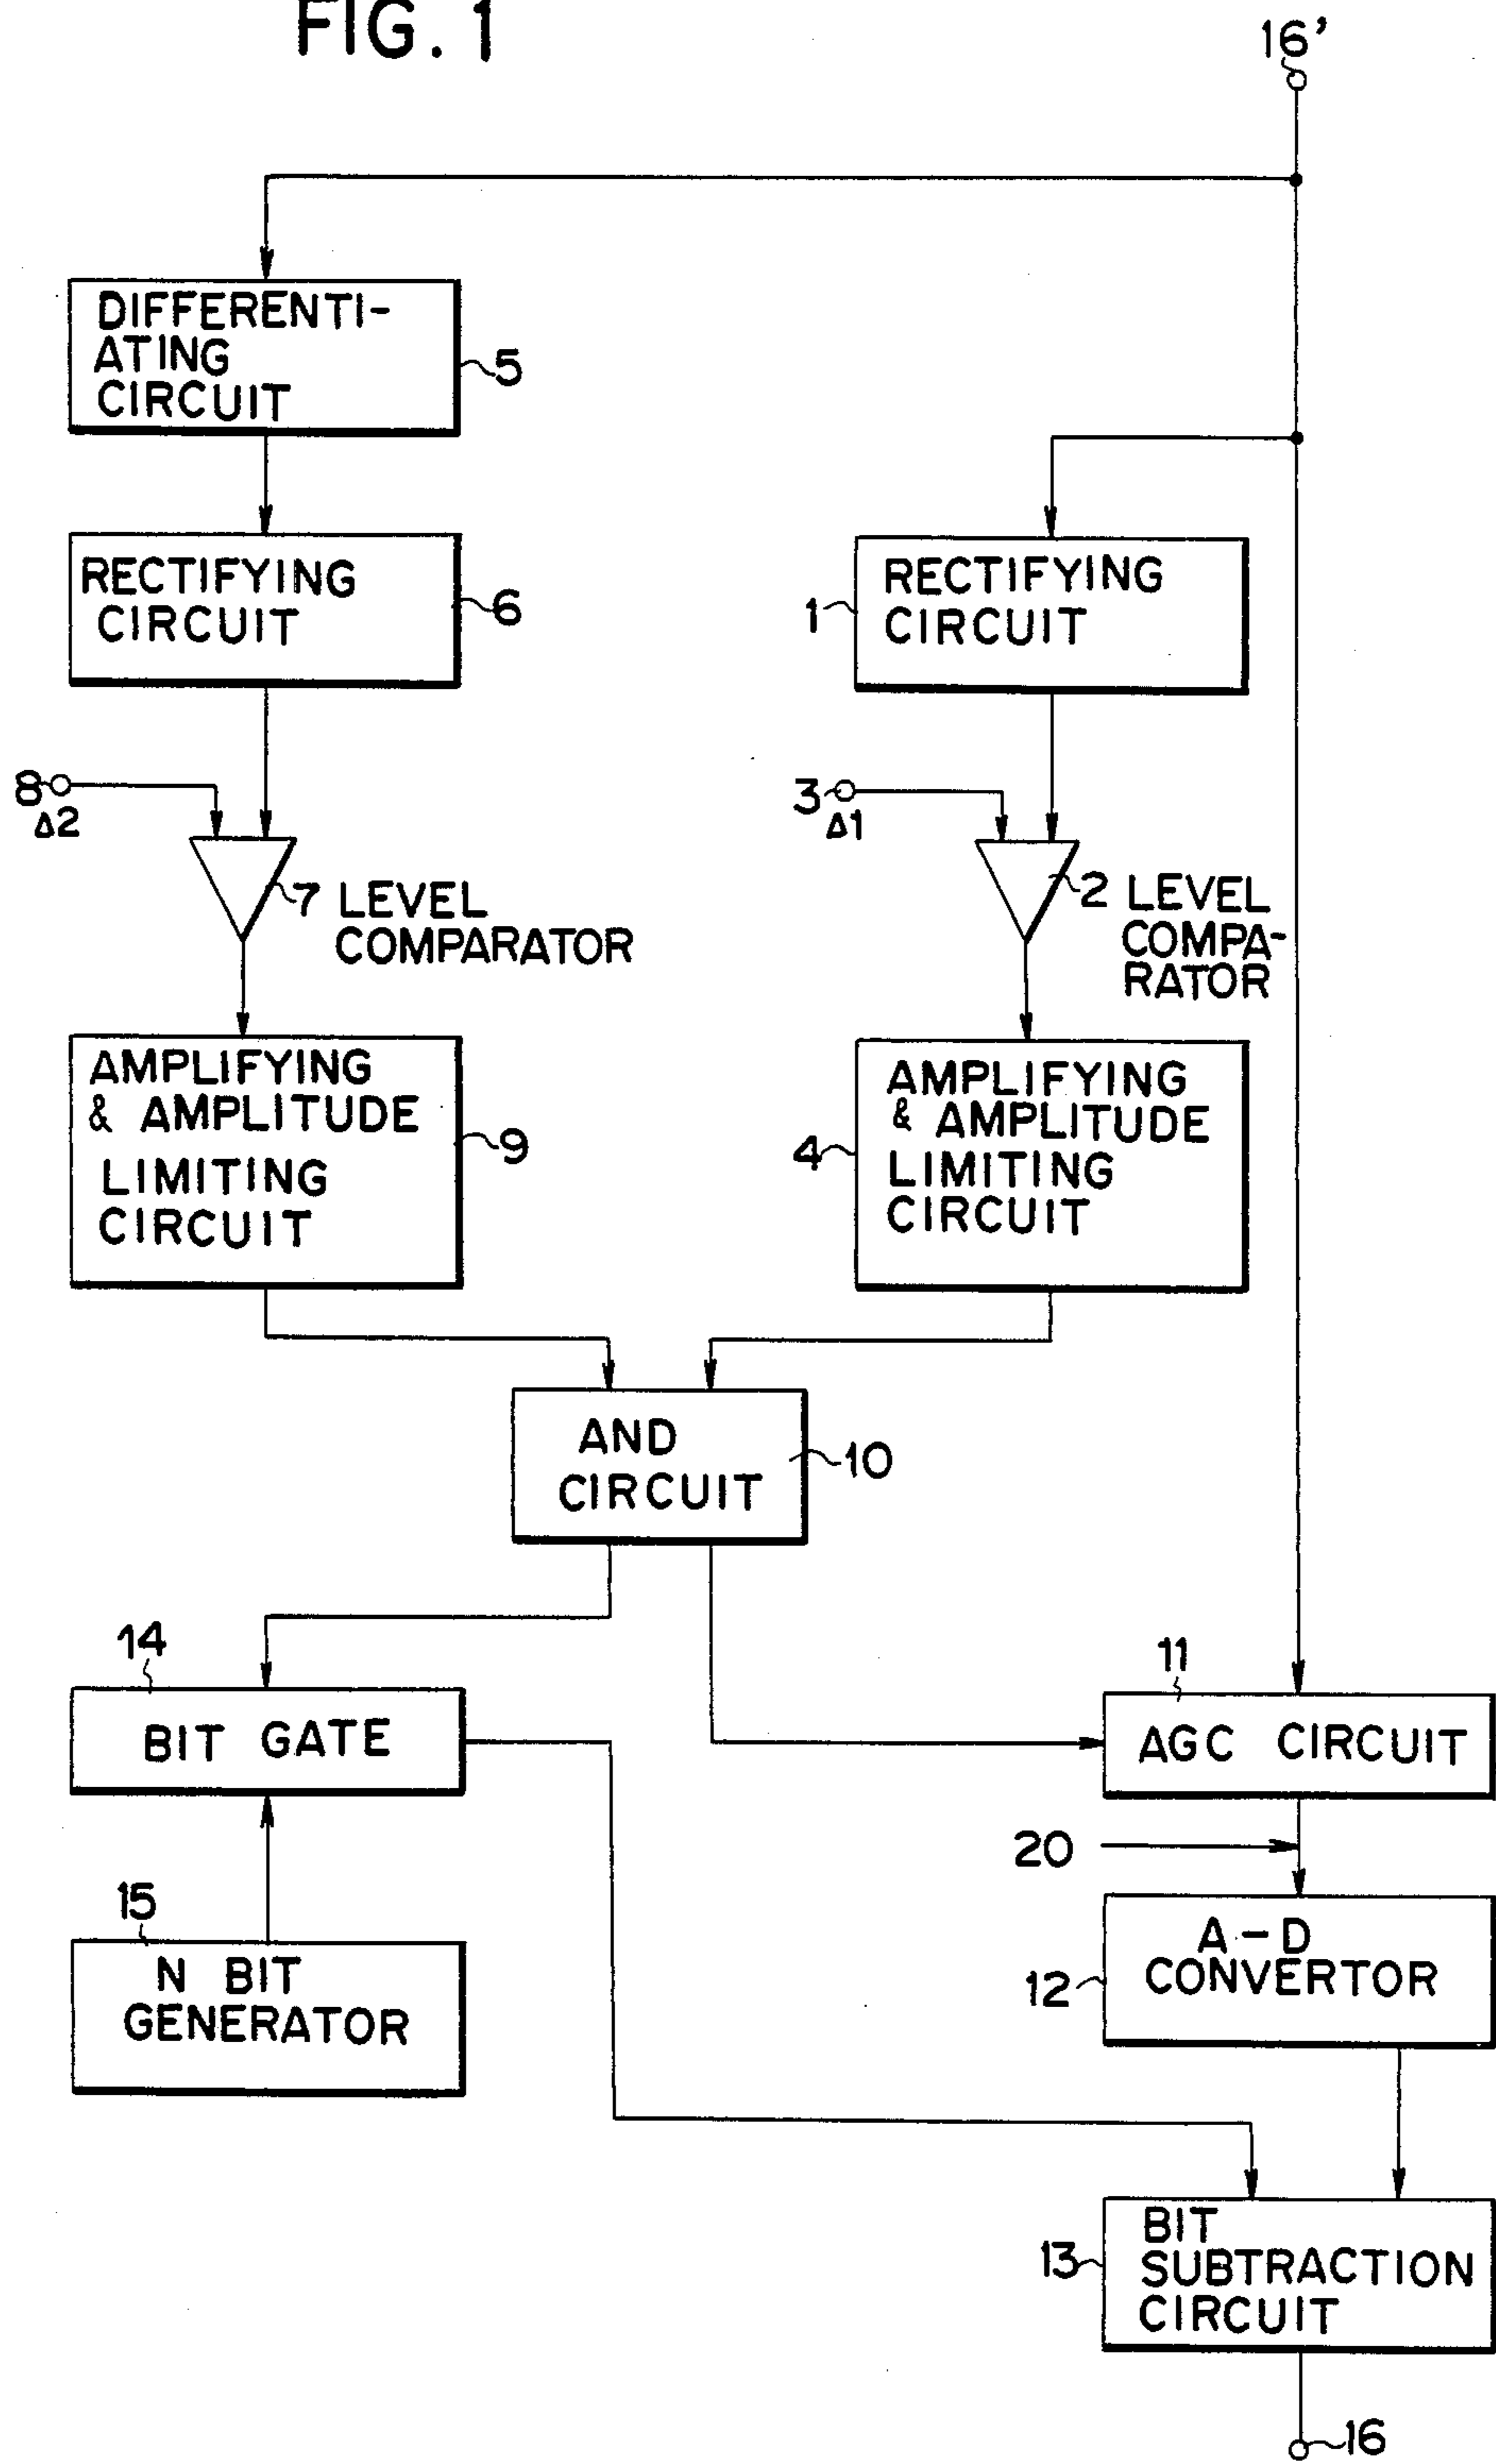 FIG. 1
16'
DIFFERENTI-
ATING
CIRCUIT
5
RECTIFYING
CIRCUIT
6
1
RECTIFYING
CIRCUIT
8
Δ2
3
Δ1
7 LEVEL
COMPARATOR
2 LEVEL
COMPA-
RATOR
AMPLIFYING
& AMPLITUDE
LIMITING
CIRCUIT
9
4
AMPLIFYING
& AMPLITUDE
LIMITING
CIRCUIT
AND
CIRCUIT
10
14
BIT GATE
11
AGC CIRCUIT
20
15
N BIT
GENERATOR
12
A-D
CONVERTOR
13
BIT
SUBTRACTION
CIRCUIT
16